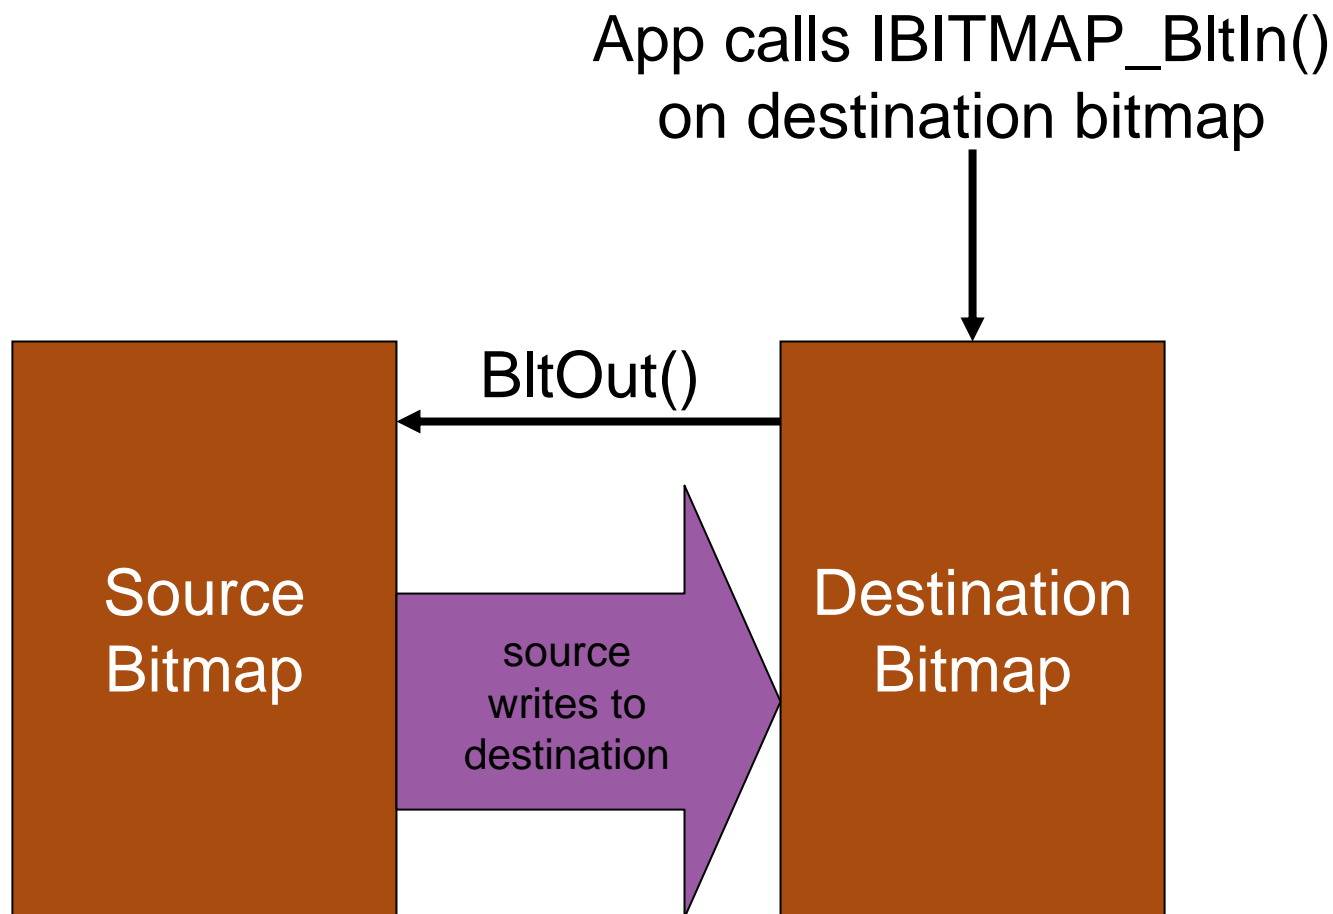 App calls IBITMAP_BltIn()
on destination bitmap
BltOut()
Source
Bitmap
source
writes to
destination
Destination
Bitmap